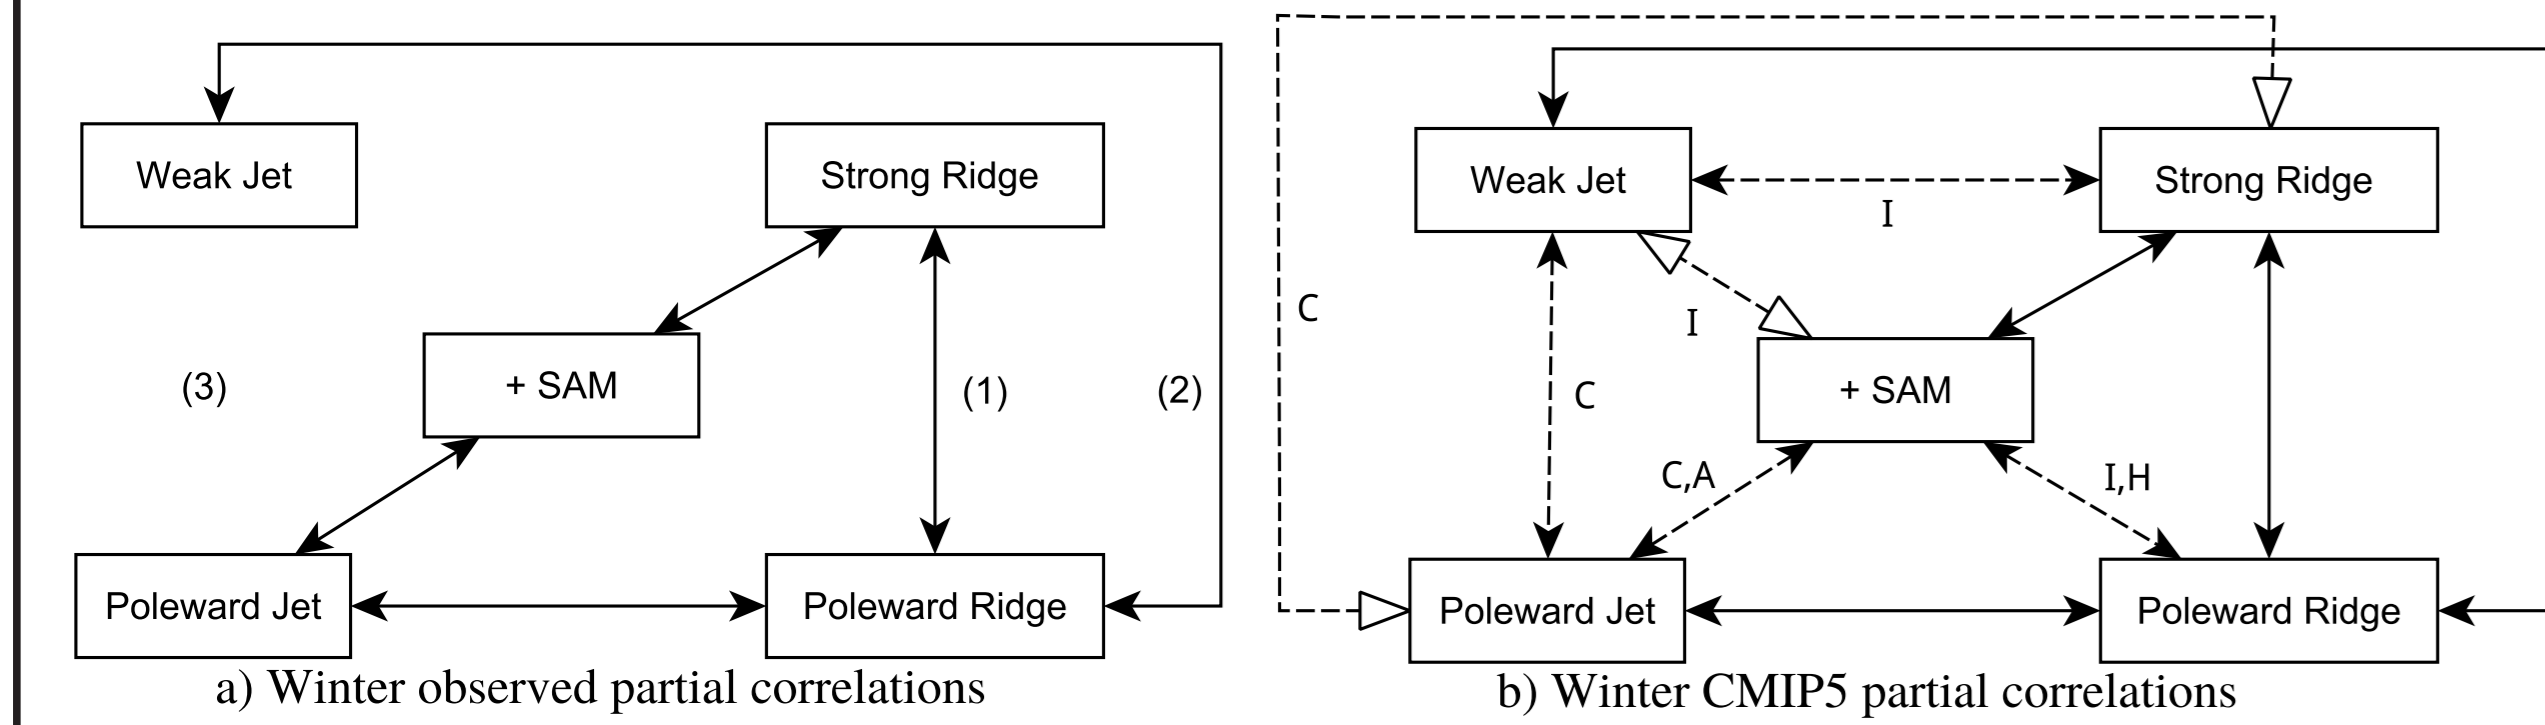 Weak Jet
Strong Ridge
+ SAM
(3)
(1)
(2)
Poleward Jet
Poleward Ridge
a) Winter observed partial correlations
Weak Jet
Strong Ridge
I
C
I
C
+ SAM
C,A
I,H
Poleward Jet
Poleward Ridge
b) Winter CMIP5 partial correlations